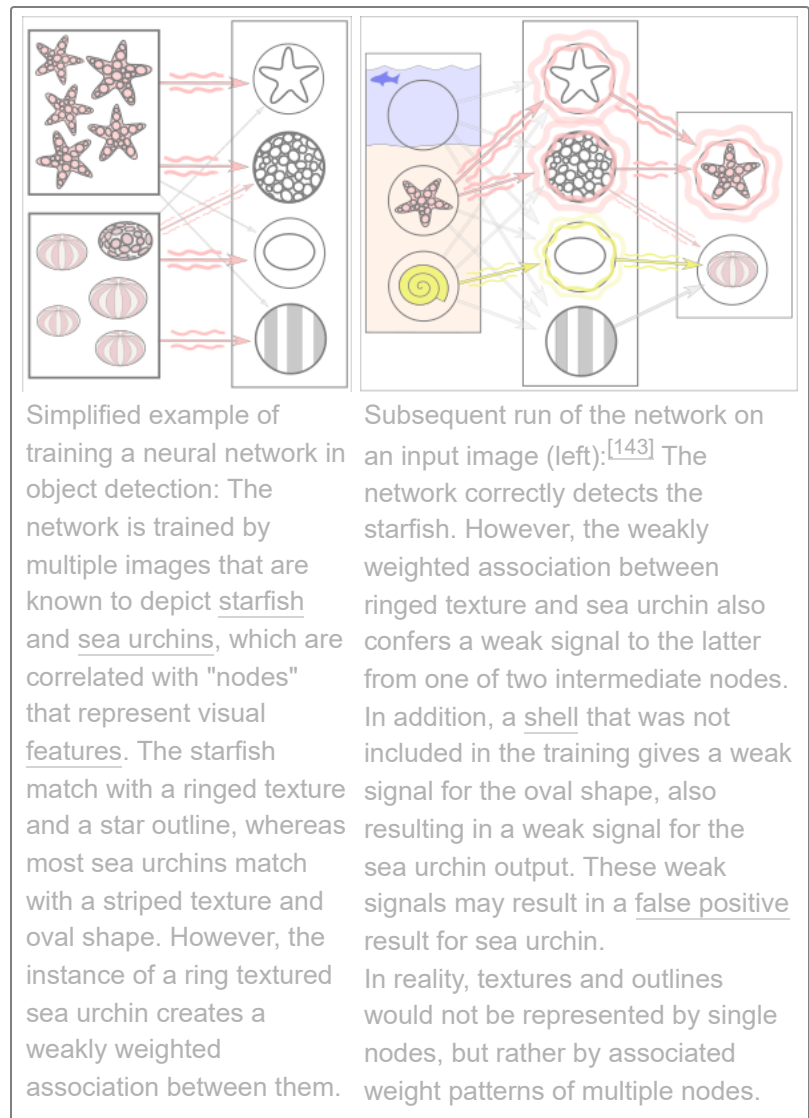 Simplified example of
training a neural network in
object detection: The
network is trained by
multiple images that are
known to depict starfish
and sea urchins, which are
correlated with "nodes"
that represent visual
features. The starfish
match with a ringed texture
and a star outline, whereas
most sea urchins match
with a striped texture and
oval shape. However, the
instance of a ring textured
sea urchin creates a
weakly weighted
association between them.
Subsequent run of the network on
an input image (left):[143] The
network correctly detects the
starfish. However, the weakly
weighted association between
ringed texture and sea urchin also
confers a weak signal to the latter
from one of two intermediate nodes.
In addition, a shell that was not
included in the training gives a weak
signal for the oval shape, also
resulting in a weak signal for the
sea urchin output. These weak
signals may result in a false positive
result for sea urchin.
In reality, textures and outlines
would not be represented by single
nodes, but rather by associated
weight patterns of multiple nodes.